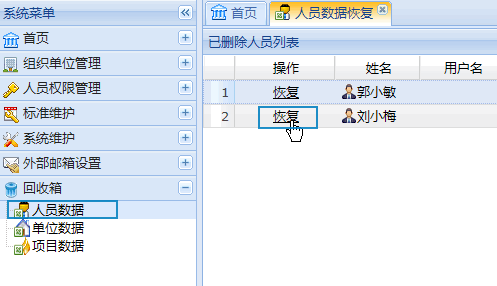 系统菜单
首页
组织单位管理
人员权限管理
标准维护
系统维护
外部邮箱设置
回收箱
人员数据
单位数据
项目数据
首页 人员数据恢复
已删除人员列表
操作 姓名 用户名
1 恢复 郭小敏
2 恢复 刘小梅